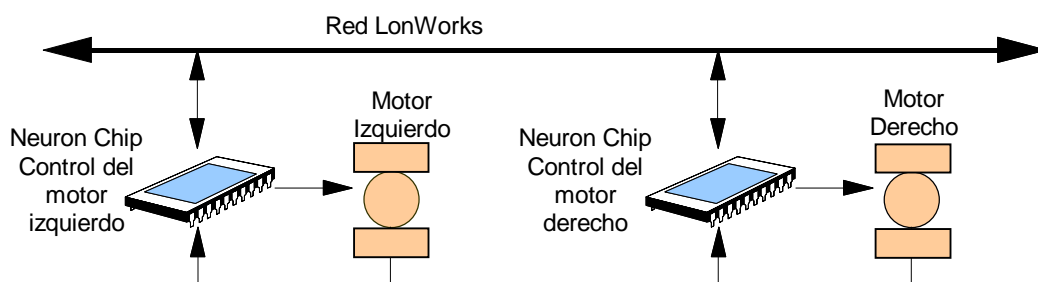 Red LonWorks
Neuron Chip
Control del
motor
izquierdo
Motor
Izquierdo
Neuron Chip
Control del
motor
derecho
Motor
Derecho